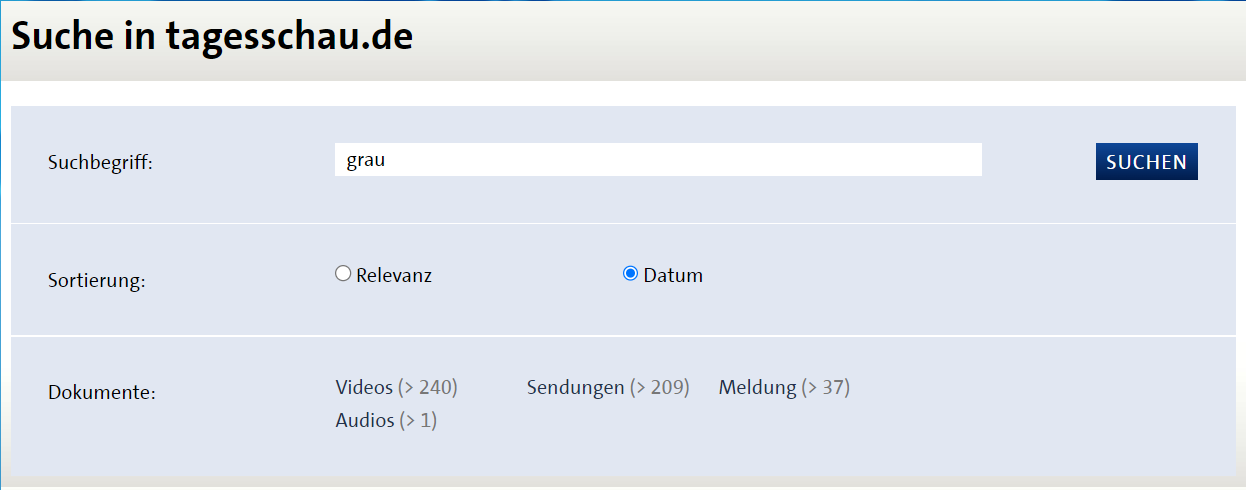 Suche in tagesschau.de
Suchbegriff: grau SUCHEN
Sortierung: Relevanz Datum
Dokumente: Videos (> 240) Sendungen (> 209) Meldung (> 37)
Audios (> 1)